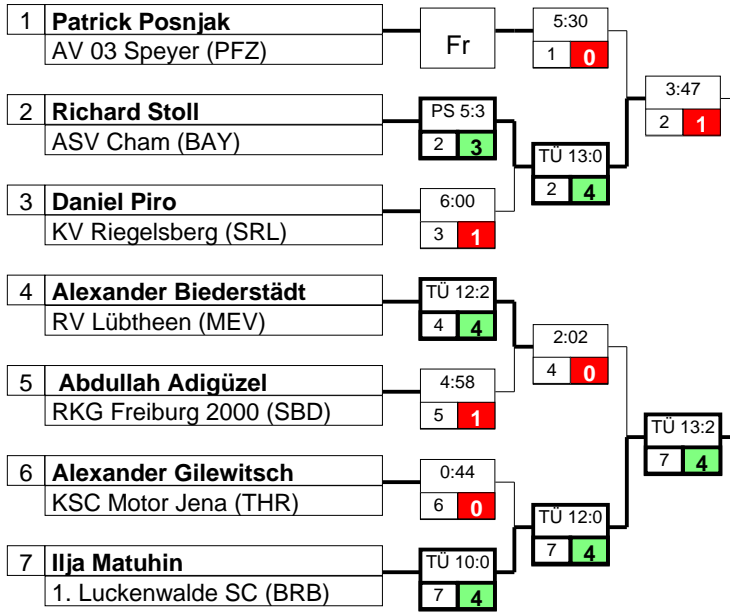 1 Patrick Posnjak
AV 03 Speyer (PFZ)
Fr
5:30
1 0
2 Richard Stoll
ASV Cham (BAY)
PS 5:3
2 3
TÜ 13:0
2 4
3:47
2 1
3 Daniel Piro
KV Riegelsberg (SRL)
6:00
3 1
4 Alexander Biederstädt
RV Lübtheen (MEV)
TÜ 12:2
4 4
2:02
4 0
5 Abdullah Adigüzel
RKG Freiburg 2000 (SBD)
4:58
5 1
TÜ 13:2
7 4
6 Alexander Gilewitsch
KSC Motor Jena (THR)
0:44
6 0
TÜ 12:0
7 4
7 Ilja Matuhin
1. Luckenwalde SC (BRB)
TÜ 10:0
7 4